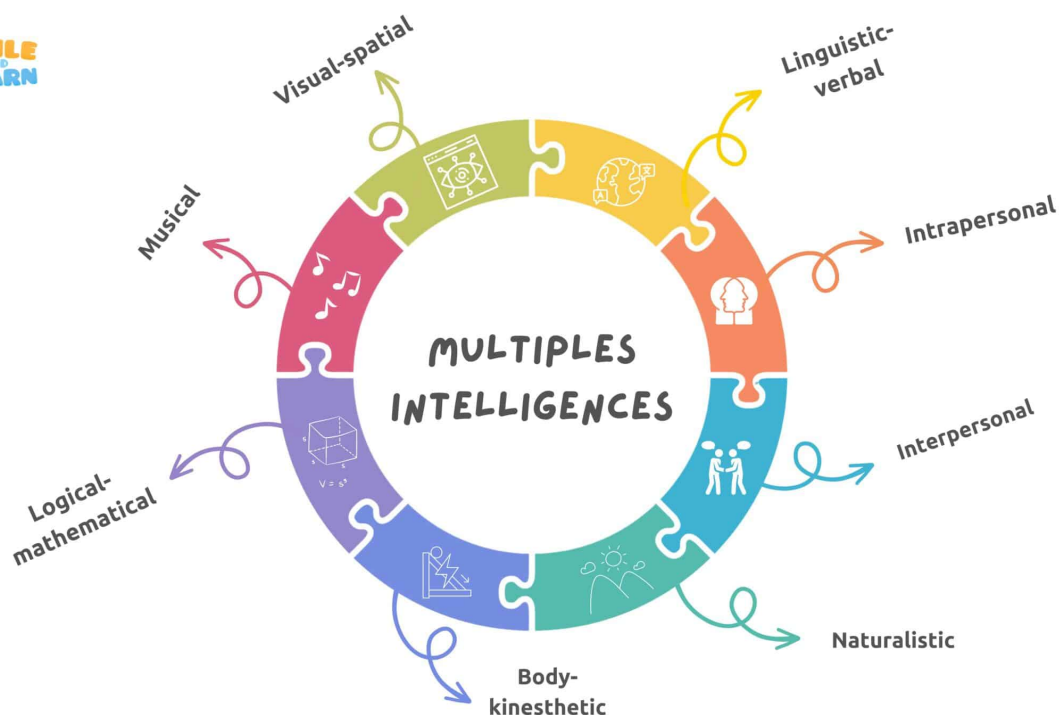 Visual-spatial
Linguistic-
verbal
Musical
Intrapersonal
MULTIPLES
INTELLIGENCES
Interpersonal
Logical-
mathematical
V = s³
Naturalistic
Body-
kinesthetic